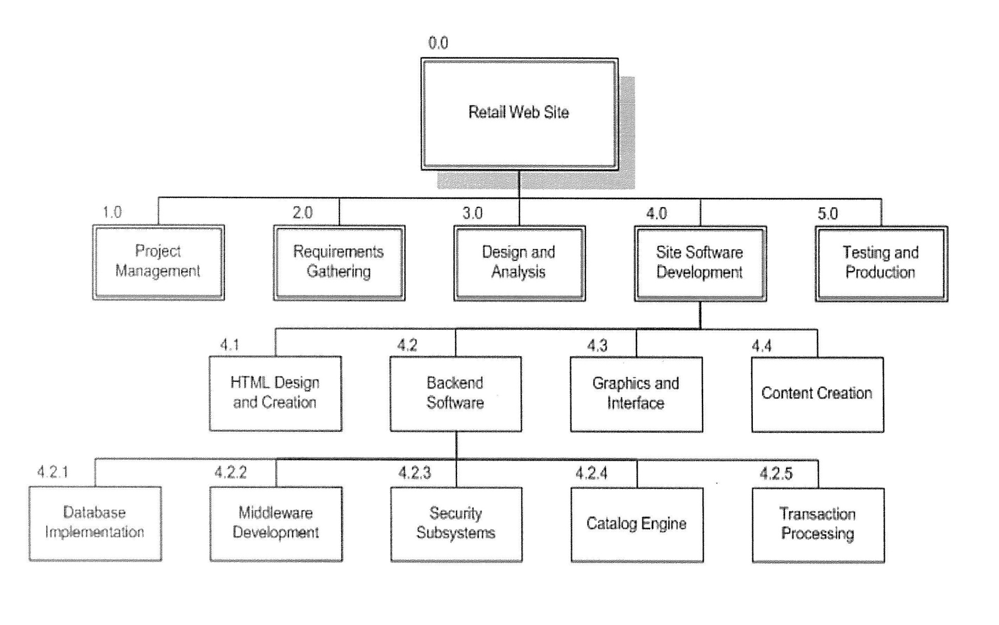 0.0
Retail Web Site
1.0
Project
Management
2.0
Requirements
Gathering
3.0
Design and
Analysis
4.0
Site Software
Development
5.0
Testing and
Production
4.1
HTML Design
and Creation
4.2
Backend
Software
4.3
Graphics and
Interface
4.4
Content Creation
4.2.1
Database
Implementation
4.2.2
Middleware
Development
4.2.3
Security
Subsystems
4.2.4
Catalog Engine
4.2.5
Transaction
Processing